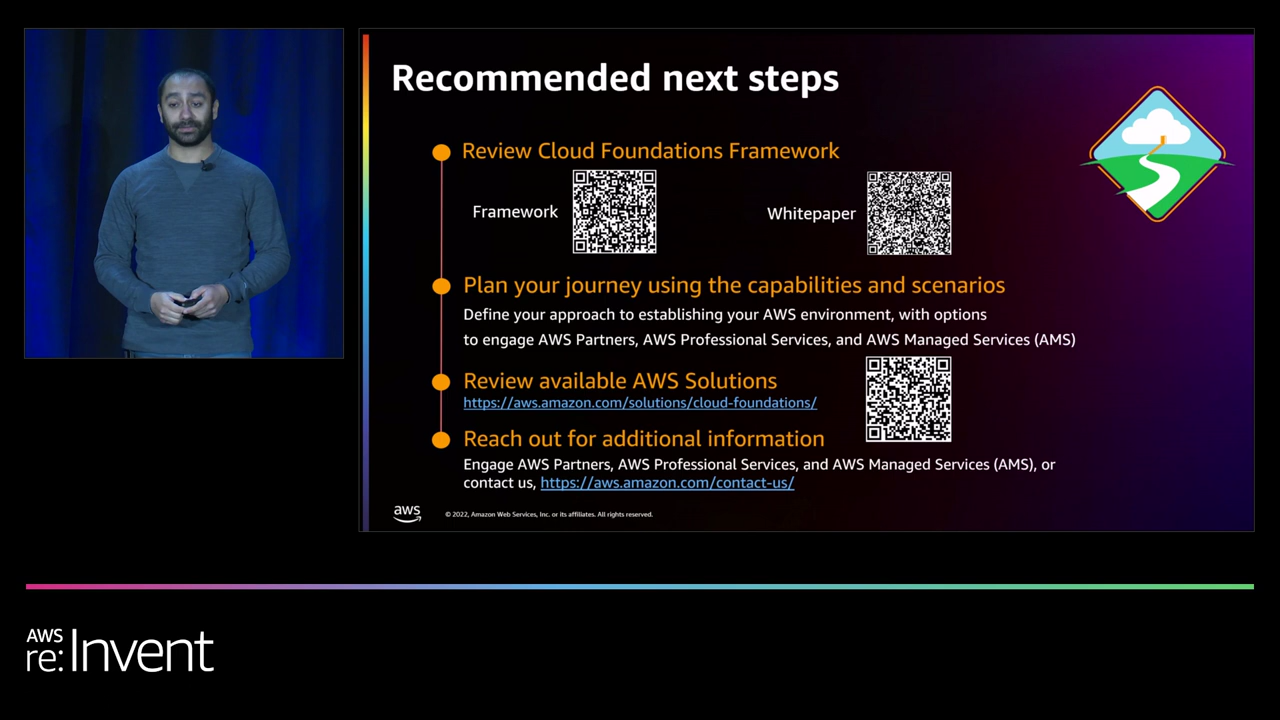 Recommended next steps
Review Cloud Foundations Framework
Framework
Whitepaper
Plan your journey using the capabilities and scenarios
Define your approach to establishing your AWS environment, with options
to engage AWS Partners, AWS Professional Services, and AWS Managed Services (AMS)
Review available AWS Solutions
https://aws.amazon.com/solutions/cloud-foundations/
Reach out for additional information
Engage AWS Partners, AWS Professional Services, and AWS Managed Services (AMS), or
contact us, https://aws.amazon.com/contact-us/
aws
© 2022, Amazon Web Services, Inc. or its affiliates. All rights reserved.
AWS
re:Invent